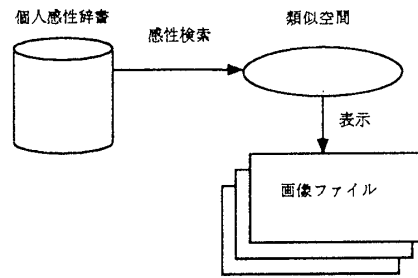 個人感性辞書
感性検索
類似空間
表示
画像ファイル